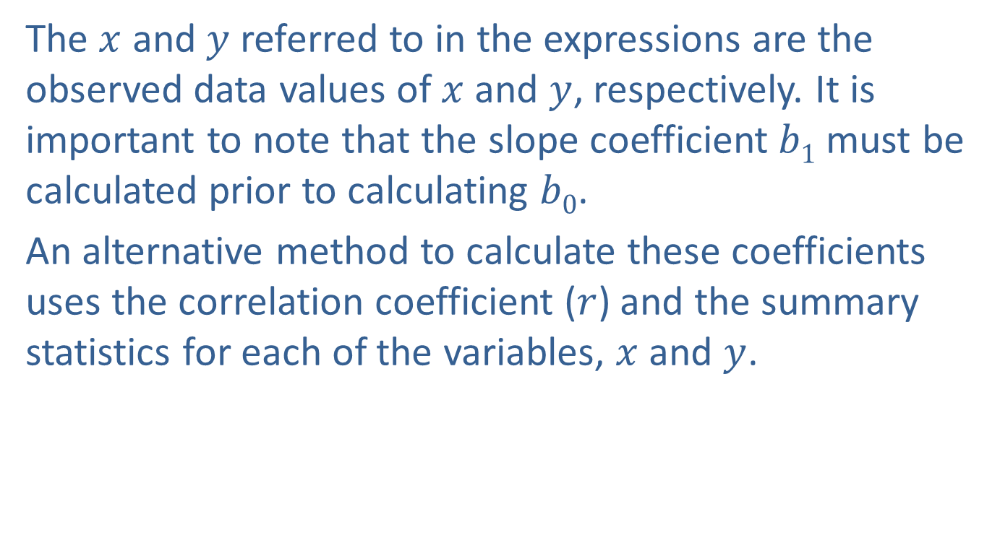 The x and y referred to in the expressions are the
observed data values of x and y, respectively. It is
important to note that the slope coefficient b₁ must be
calculated prior to calculating b₀.
An alternative method to calculate these coefficients
uses the correlation coefficient (r) and the summary
statistics for each of the variables, x and y.